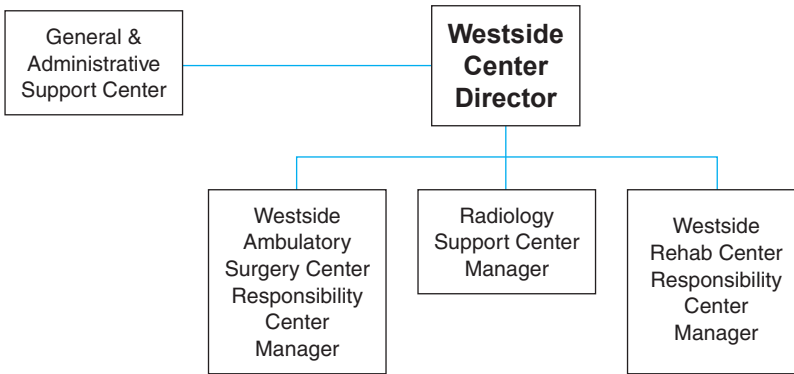 General &
Administrative
Support Center
Westside
Center
Director
Westside
Ambulatory
Surgery Center
Responsibility
Center
Manager
Radiology
Support Center
Manager
Westside
Rehab Center
Responsibility
Center
Manager